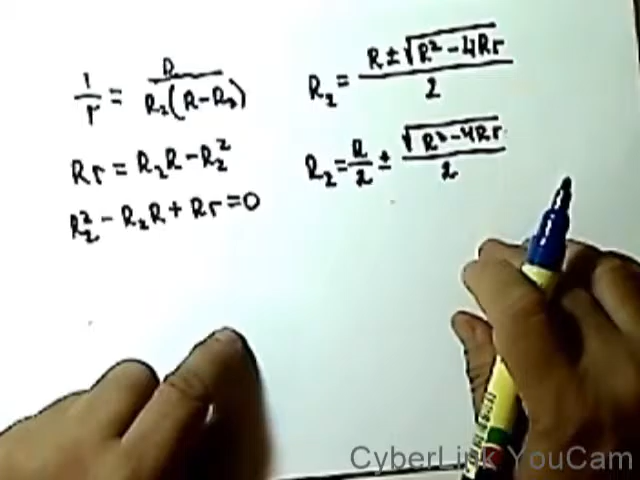 1/r = R/R₂(R-R₂)
Rr = R₂R - R₂²
R₂² - R₂R + Rr = 0
R₂ = R±√R²-4Rr/2
R₂ = R/2 ± √R²-4Rr/2
CyberLink YouCam